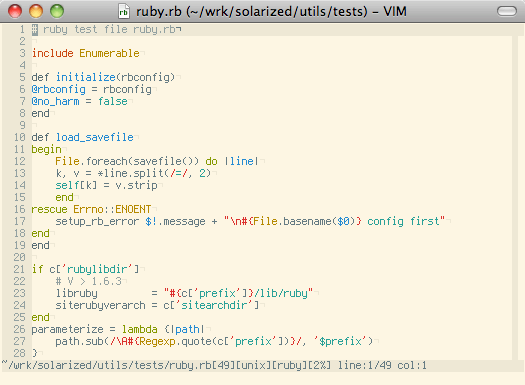 ruby.rb (~/wrk/solarized/utils/tests) – VIM
1 # ruby test file ruby.rb¬
2 ¬
3 include Enumerable¬
4 ¬
5 def initialize(rbconfig)¬
6 @rbconfig = rbconfig¬
7 @no_harm = false¬
8 end¬
9 ¬
10 def load_savefile¬
11 begin¬
12     File.foreach(savefile()) do |line|¬
13     k, v = *line.split(/=/, 2)¬
14     self[k] = v.strip¬
15     end¬
16 rescue Errno::ENOENT¬
17     setup_rb_error $!.message + "\n#{File.basename($0)} config first"¬
18 end¬
19 end¬
20 ¬
21 if c['rubylibdir']¬
22     # V > 1.6.3¬
23     libruby         = "#{c['prefix']}/lib/ruby"¬
24     siterubyverarch = c['sitearchdir']¬
25 end¬
26 parameterize = lambda {|path|¬
27     path.sub(/\A#{Regexp.quote(c['prefix'])}/, '$prefix')¬
28 }¬
~/wrk/solarized/utils/tests/ruby.rb[49][unix][ruby][2%] line:1/49 col:1